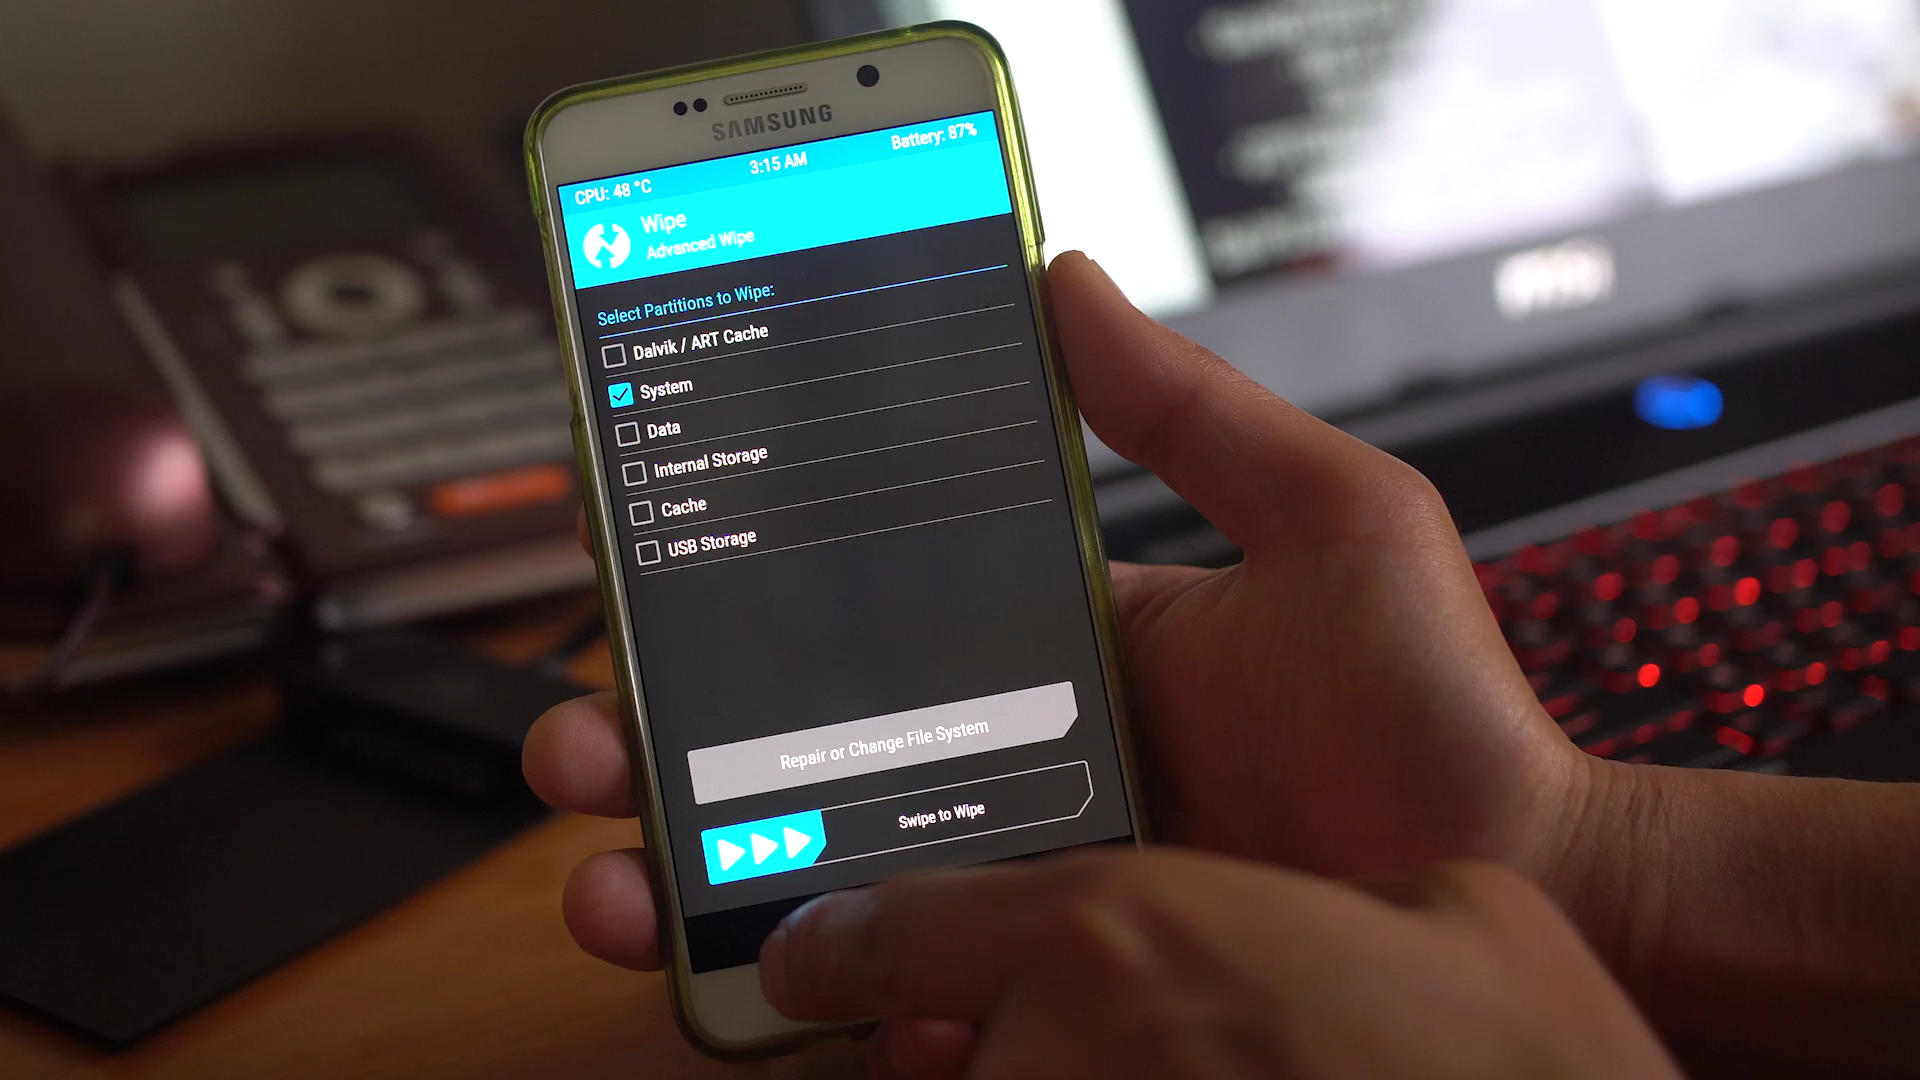 SAMSUNG
CPU: 48 °C
3:15 AM
Battery: 87%
Wipe
Advanced Wipe
Select Partitions to Wipe:
Dalvik / ART Cache
System
Data
Internal Storage
Cache
USB Storage
Repair or Change File System
Swipe to Wipe